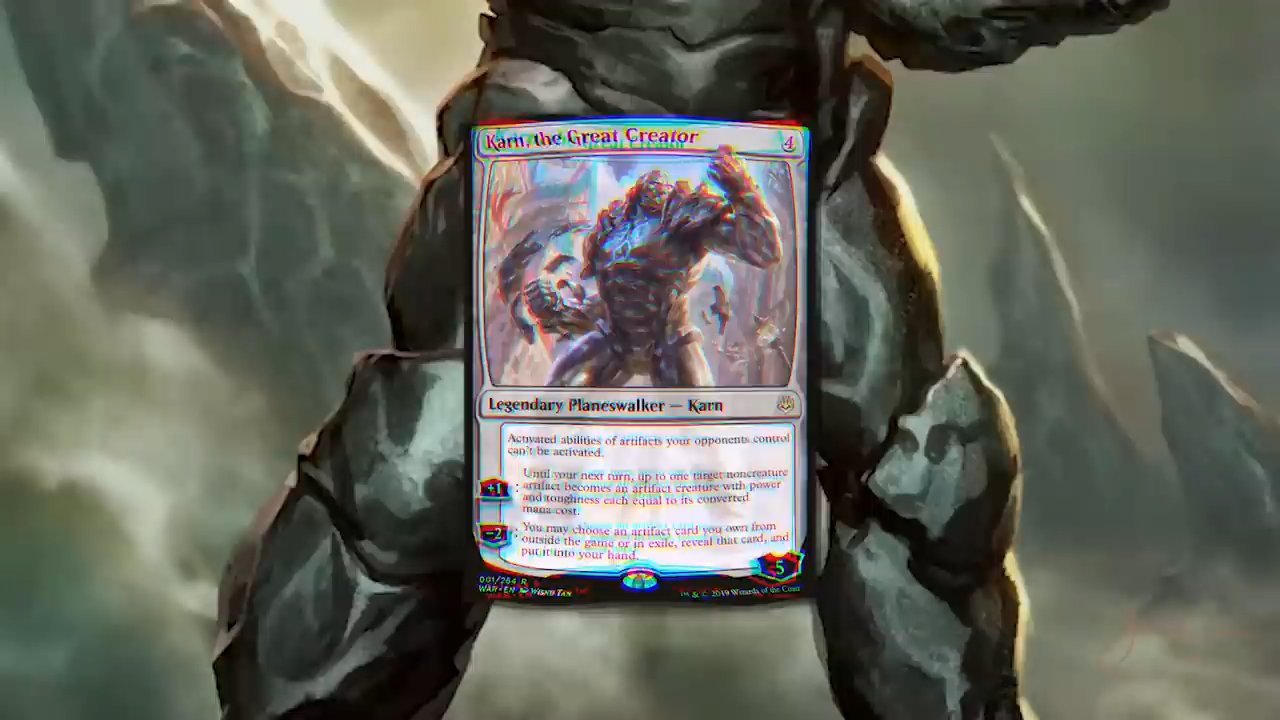 Karn, the Great Creator 4
Legendary Planeswalker — Karn
Activated abilities of artifacts your opponents control
can't be activated.
Until your next turn, up to one target noncreature
+1 : artifact becomes an artifact creature with power
and toughness each equal to its converted
mana cost.
-2 : You may choose an artifact card you own from
outside the game or in exile, reveal that card, and
put it into your hand.
5
001/264 R
WAR • EN Wisnu Tan
™ & © 2019 Wizards of the Coast